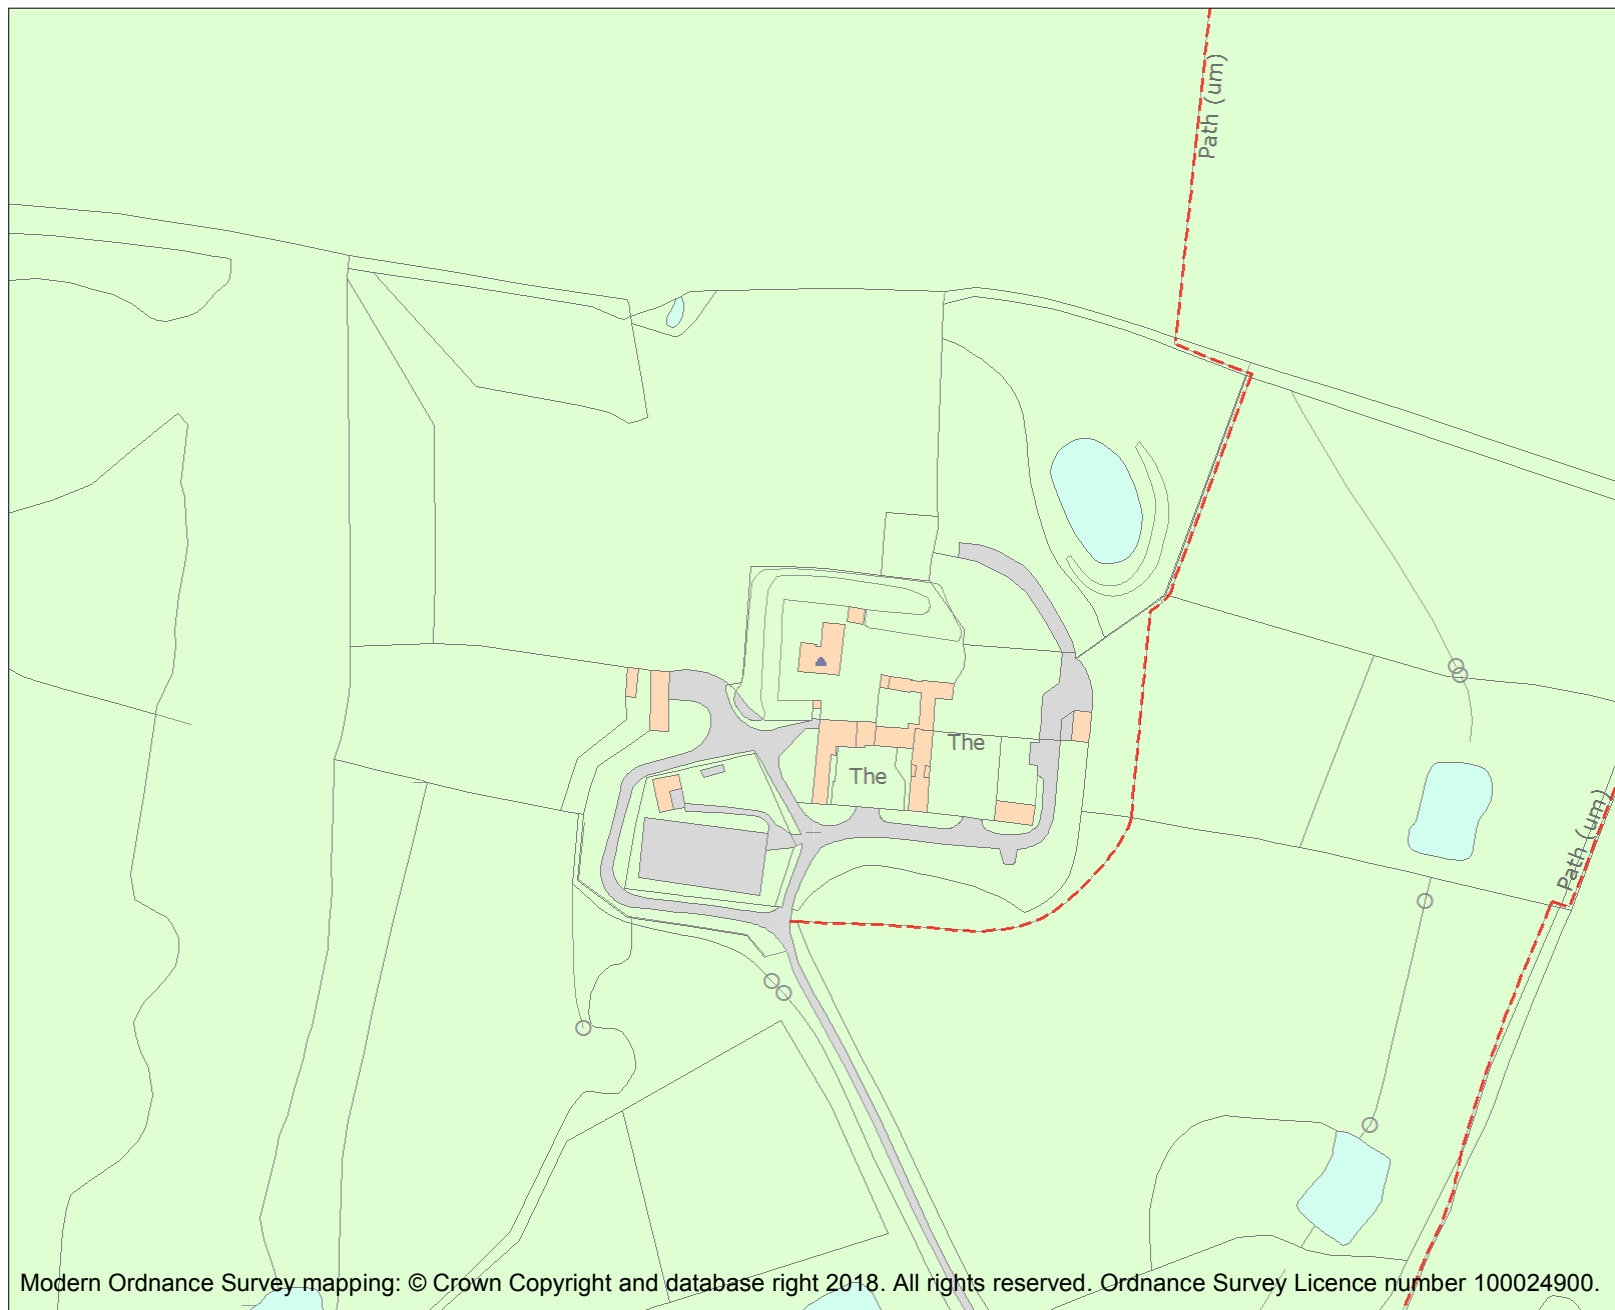 Path (um)
The
The
Path (um)
Modern Ordnance Survey mapping: © Crown Copyright and database right 2018. All rights reserved. Ordnance Survey Licence number 100024900.